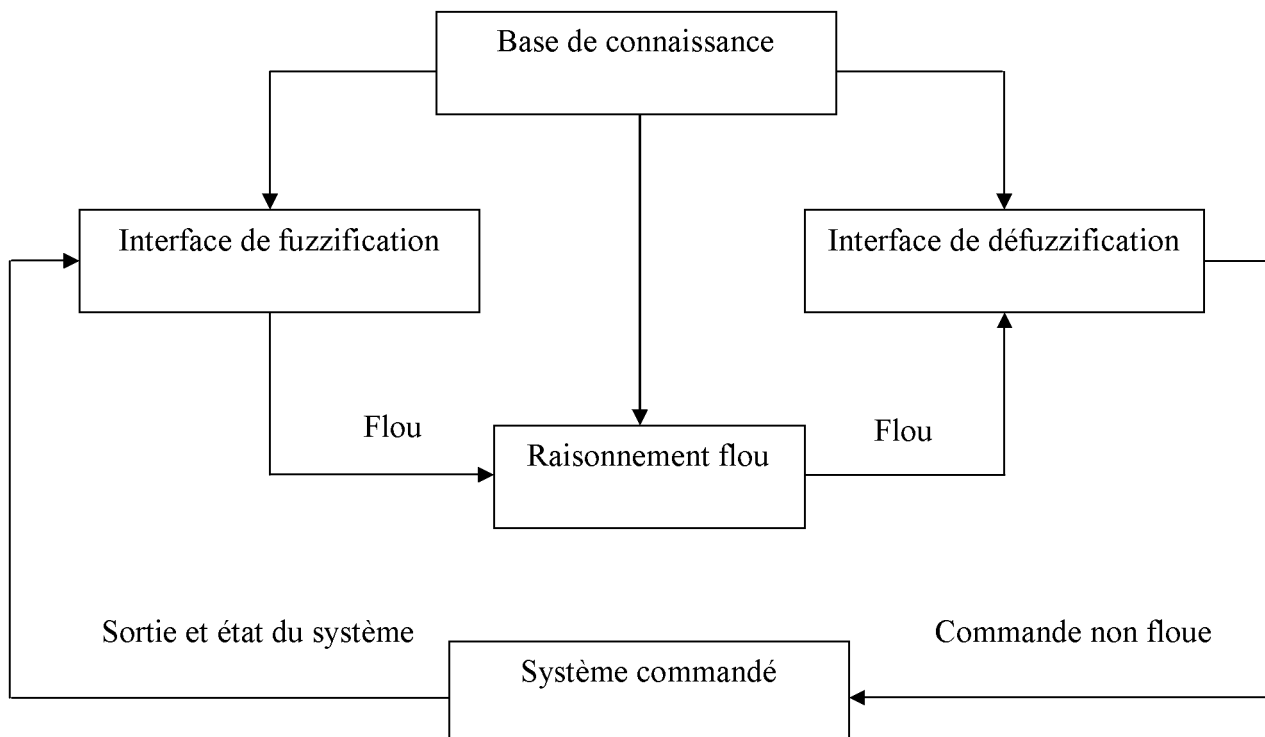 Base de connaissance
Interface de fuzzification
Interface de défuzzification
Flou
Flou
Raisonnement flou
Sortie et état du système
Commande non floue
Système commandé